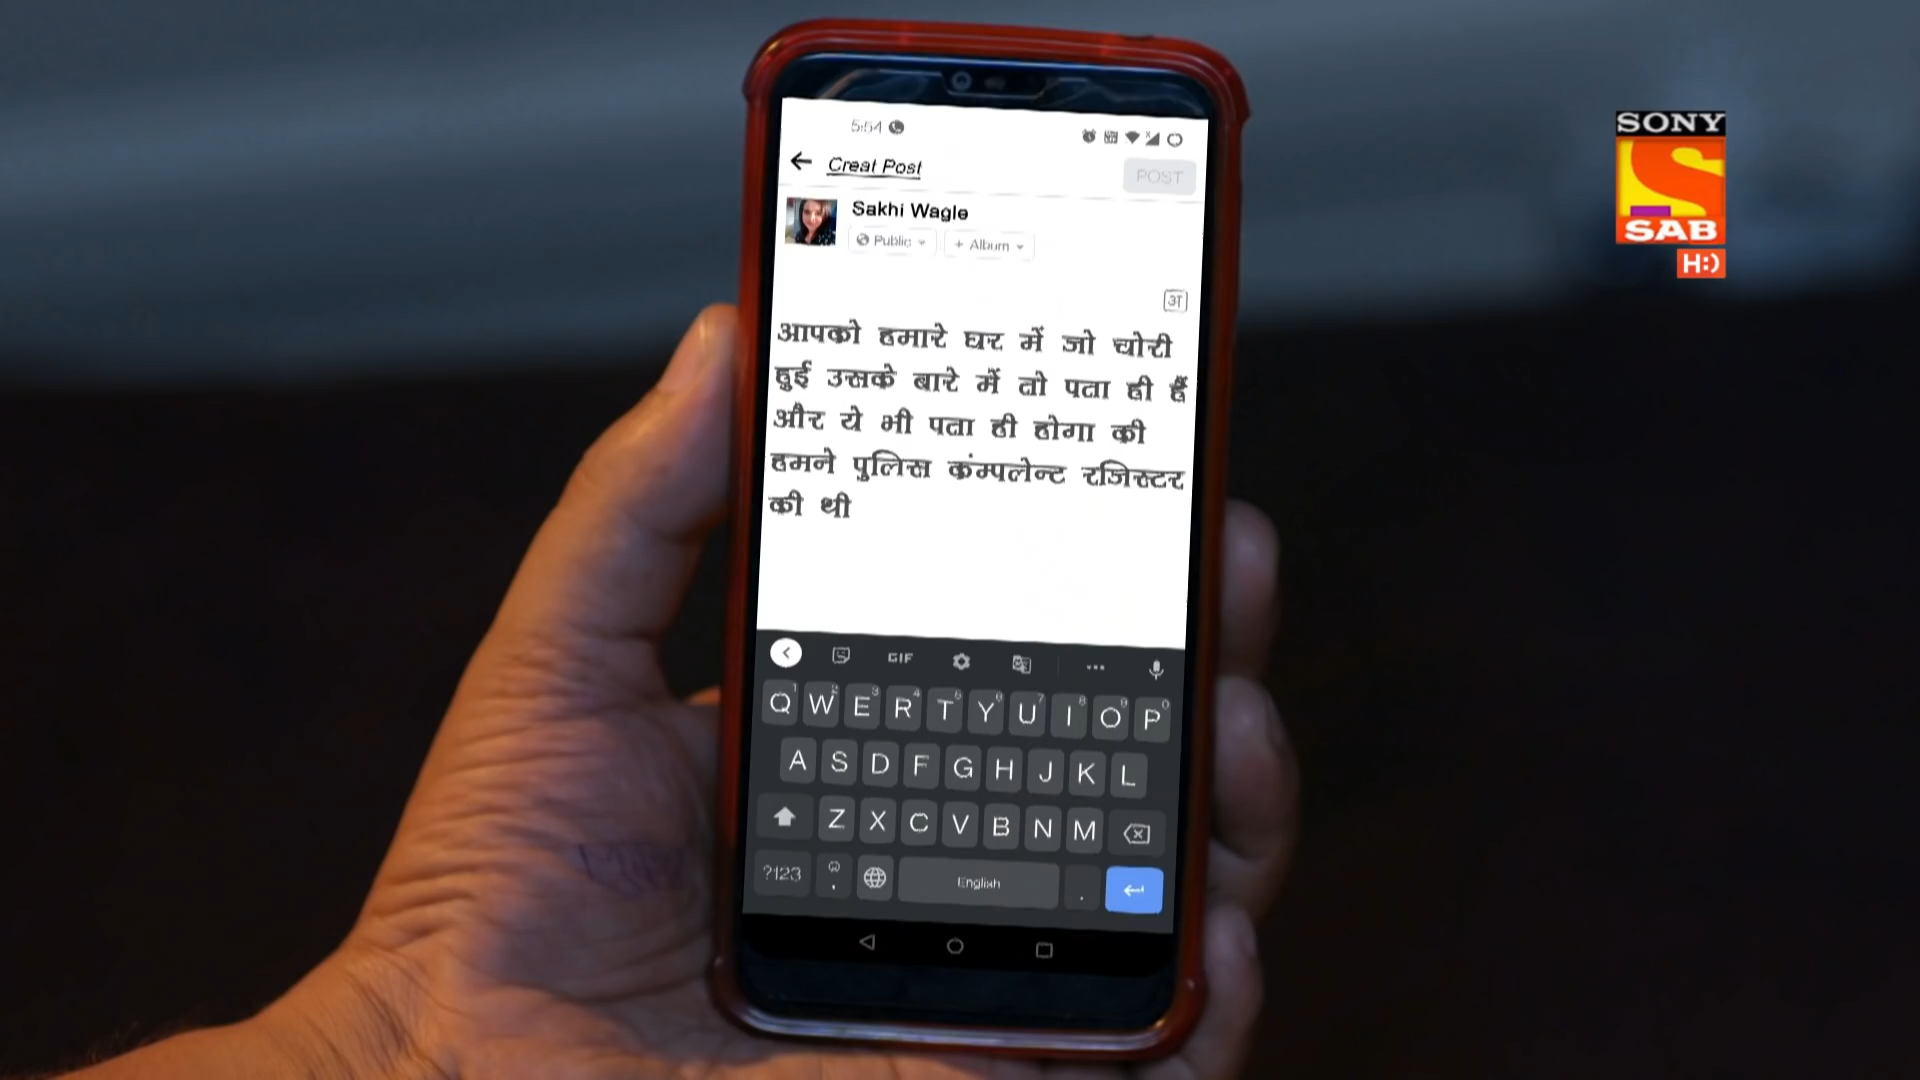 5:54
Creat Post
POST
Sakhi Wagle
Public
+ Album
अ
आपको हमारे घर में जो चोरी
हुई उसके बारे में तो पता ही हैं
और ये भी पता ही होगा की
हमने पुलिस कंम्पलेन्ट रजिस्टर
की थी
GIF
Q W E R T Y U I O P
A S D F G H J K L
Z X C V B N M
?123 , English .
SONY
SAB
H:)